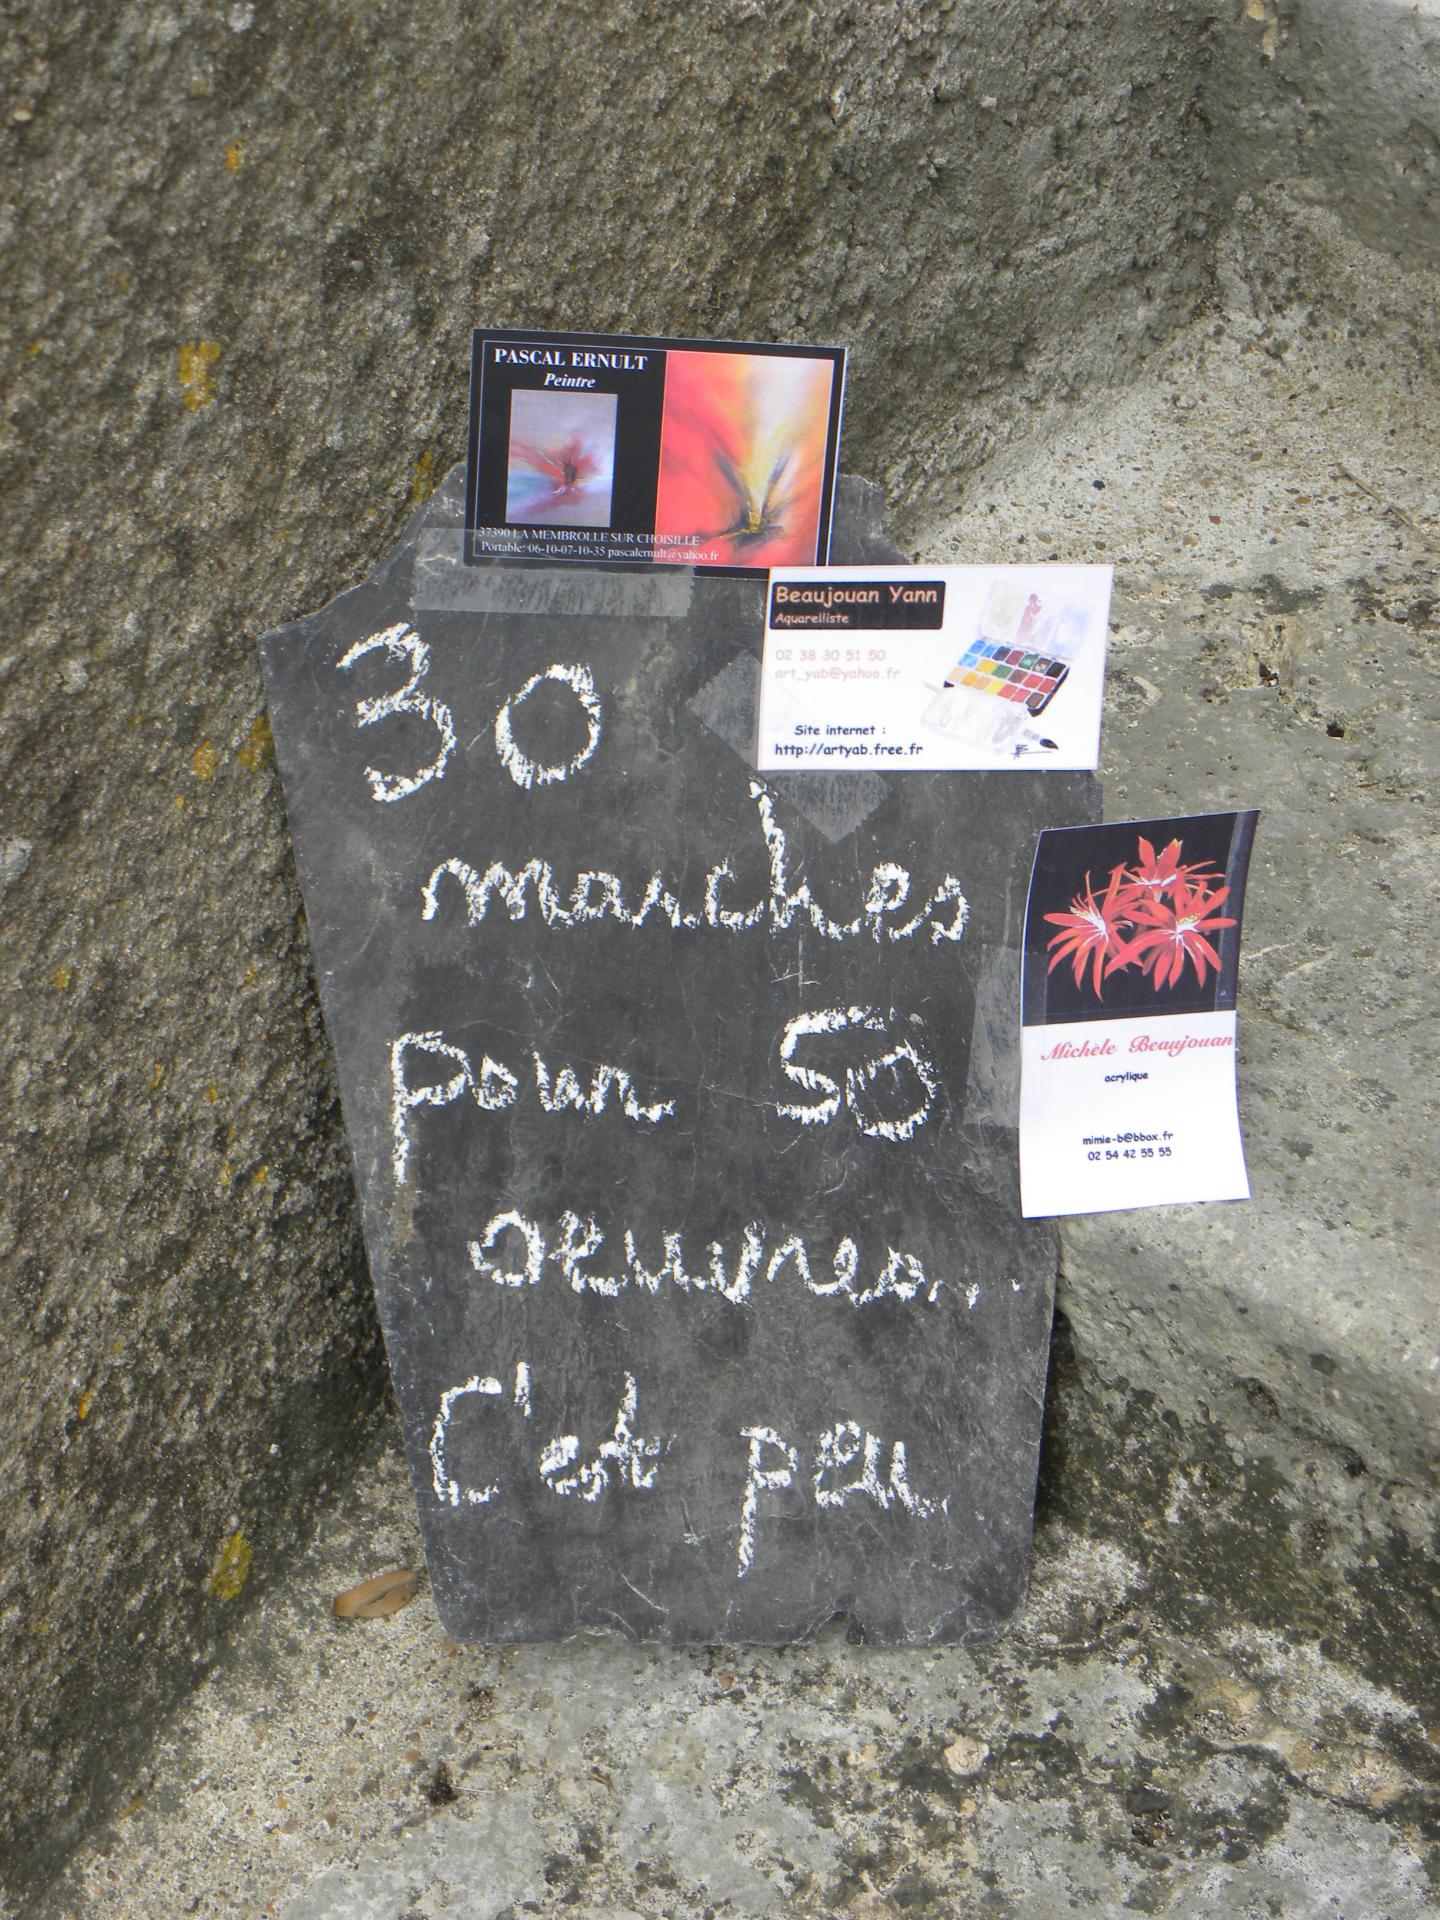 PASCAL ERNULT
Peintre
37390 LA MEMBROLLE SUR CHOISILLE
Portable: 06-10-07-10-35 pascalernult@yahoo.fr
Beaujouan Yann
Aquarelliste
02 38 30 51 50
art_yab@yahoo.fr
Site internet :
http://artyab.free.fr
30
marches
pour 50
oeuvres...
C'est peu
Michèle Beaujouan
acrylique
mimie-b@bbox.fr
02 54 42 55 55